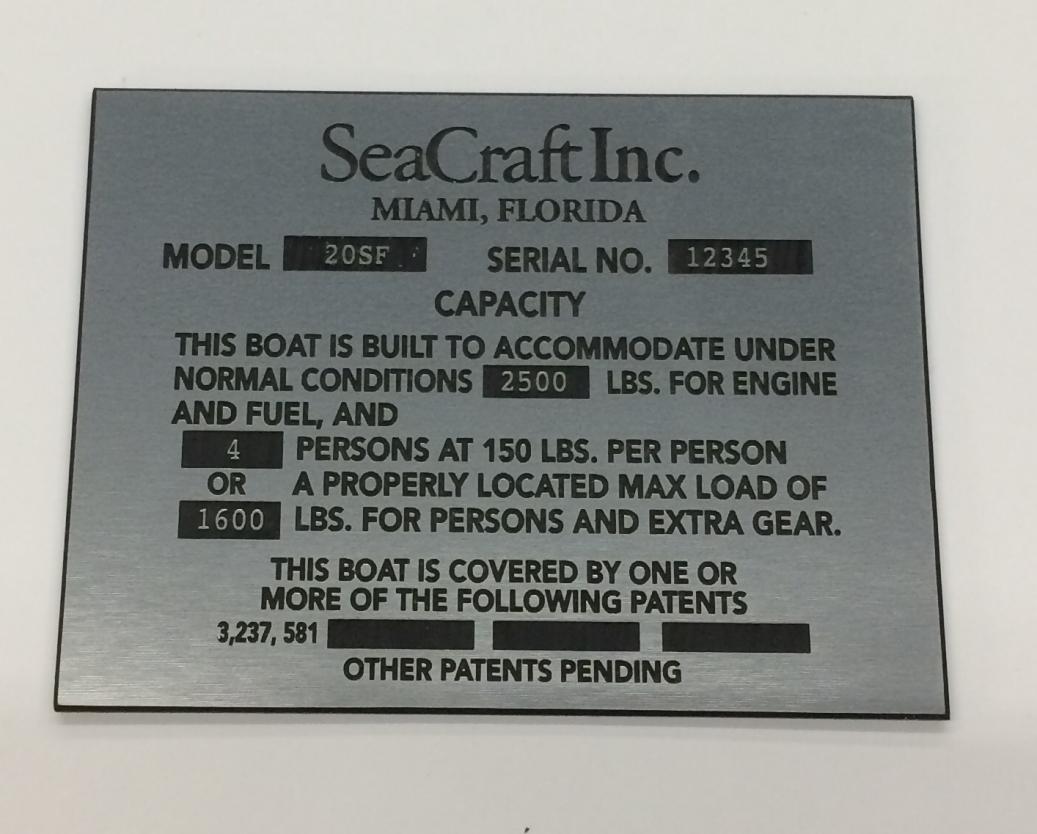 SeaCraft Inc.
MIAMI, FLORIDA
MODEL 20SF SERIAL NO. 12345
CAPACITY
THIS BOAT IS BUILT TO ACCOMMODATE UNDER
NORMAL CONDITIONS 2500 LBS. FOR ENGINE
AND FUEL, AND
4 PERSONS AT 150 LBS. PER PERSON
OR A PROPERLY LOCATED MAX LOAD OF
1600 LBS. FOR PERSONS AND EXTRA GEAR.
THIS BOAT IS COVERED BY ONE OR
MORE OF THE FOLLOWING PATENTS
3,237, 581
OTHER PATENTS PENDING